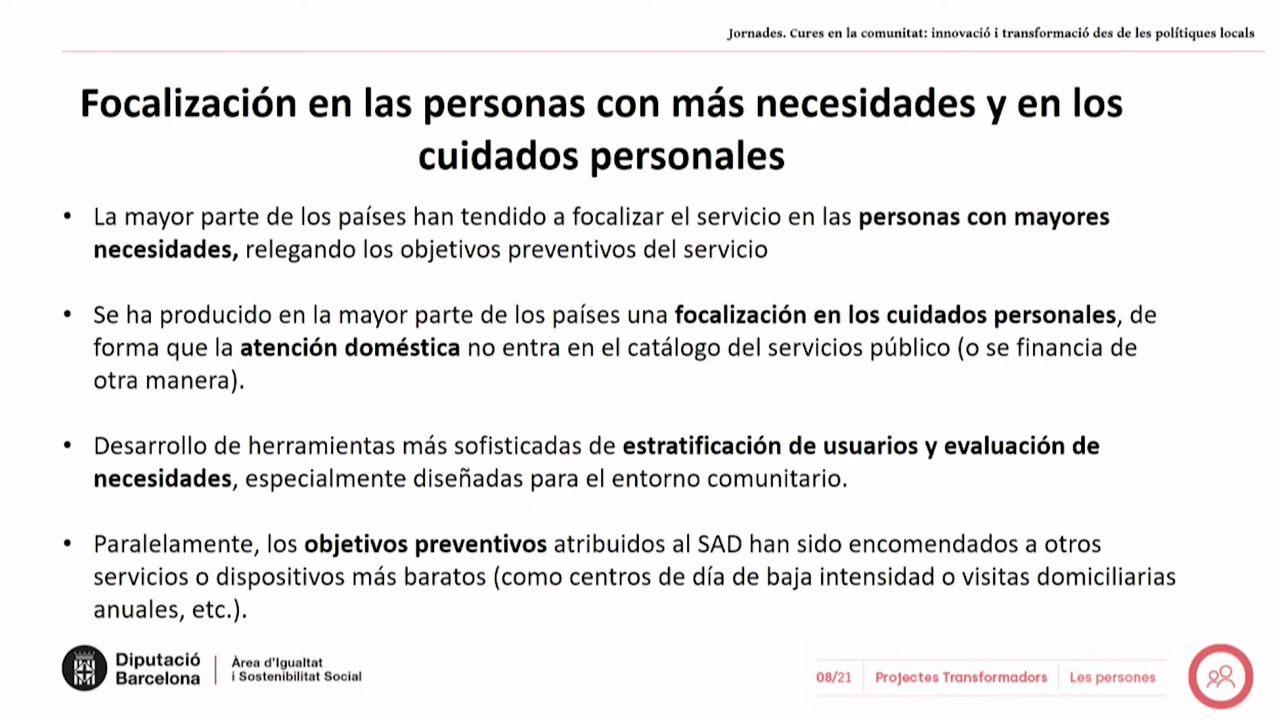 Jornades. Cures en la comunitat: innovació i transformació des de les polítiques locals
Focalización en las personas con más necesidades y en los
cuidados personales
• La mayor parte de los países han tendido a focalizar el servicio en las personas con mayores
necesidades, relegando los objetivos preventivos del servicio
• Se ha producido en la mayor parte de los países una focalización en los cuidados personales, de
forma que la atención doméstica no entra en el catálogo del servicios público (o se financia de
otra manera).
• Desarrollo de herramientas más sofisticadas de estratificación de usuarios y evaluación de
necesidades, especialmente diseñadas para el entorno comunitario.
• Paralelamente, los objetivos preventivos atribuidos al SAD han sido encomendados a otros
servicios o dispositivos más baratos (como centros de día de baja intensidad o visitas domiciliarias
anuales, etc.).
Diputació
Barcelona
Àrea d'Igualtat
i Sostenibilitat Social
08/21 Projectes Transformadors Les persones